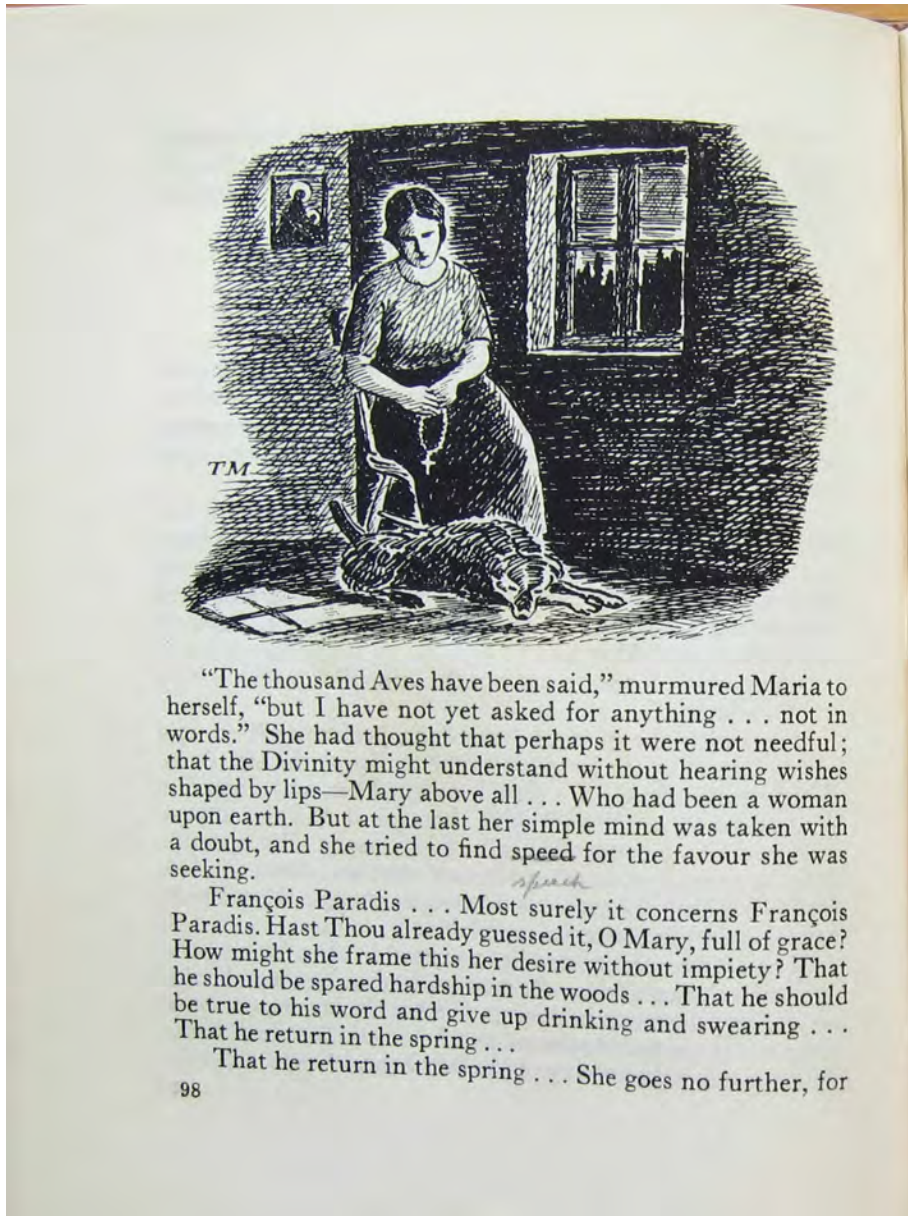 TM
“The thousand Aves have been said,” murmured Maria to
herself, “but I have not yet asked for anything . . . not in
words.” She had thought that perhaps it were not needful;
that the Divinity might understand without hearing wishes
shaped by lips—Mary above all . . . Who had been a woman
upon earth. But at the last her simple mind was taken with
a doubt, and she tried to find speed for the favour she was
seeking.
speech
François Paradis . . . Most surely it concerns François
Paradis. Hast Thou already guessed it, O Mary, full of grace?
How might she frame this her desire without impiety? That
he should be spared hardship in the woods . . . That he should
be true to his word and give up drinking and swearing . . .
That he return in the spring . . .
That he return in the spring . . . She goes no further, for
98